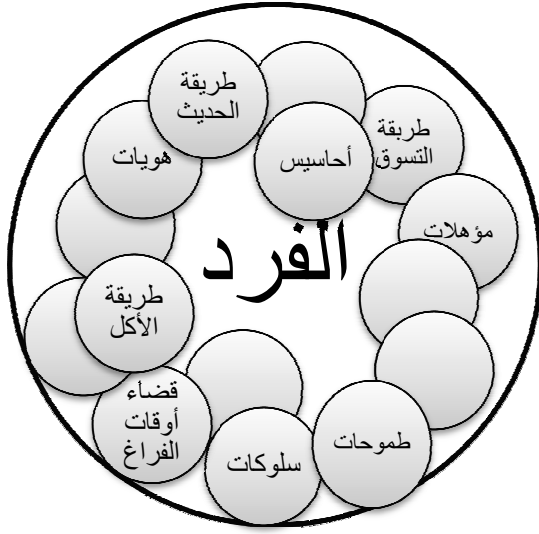 طريقة
الحديث
طريقة
التسوق
أحاسيس
هويات
مؤهلات
الفرد
طريقة
الأكل
قضاء
أوقات
الفراغ
طموحات
سلوكات